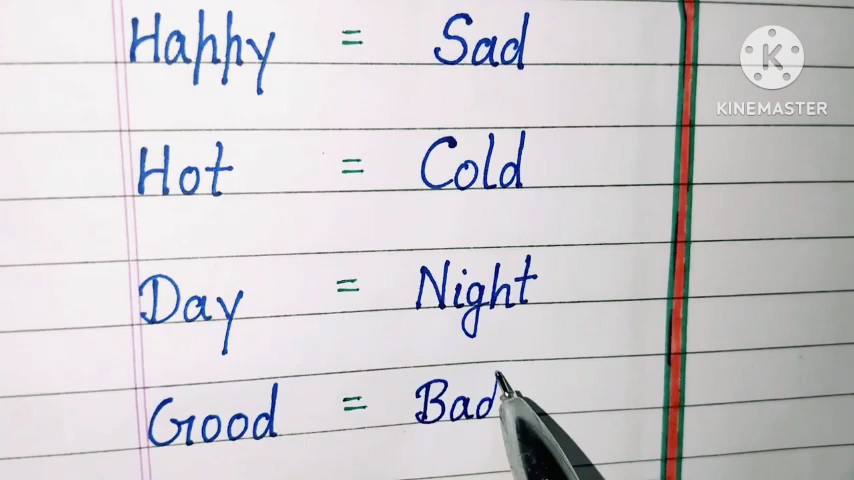 Happy = Sad
K
KINEMASTER
Hot = Cold
Day = Night
Good = Bad